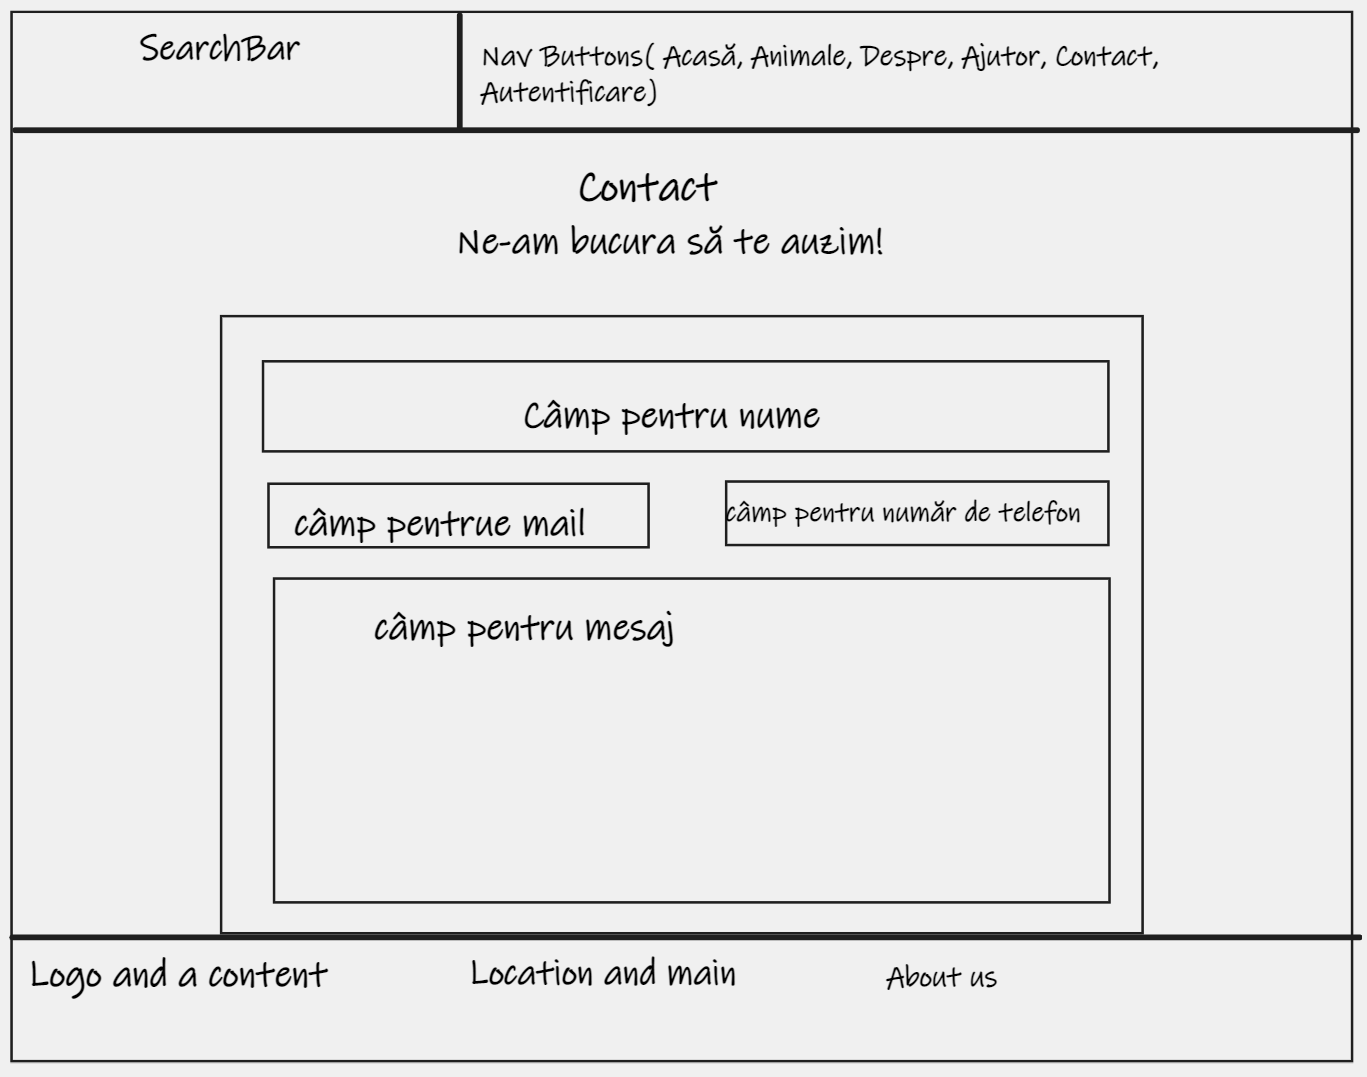 SearchBar
Nav Buttons( Acasă, Animale, Despre, Ajutor, Contact,
Autentificare)
Contact
Ne-am bucura să te auzim!
Câmp pentru nume
câmp pentrue mail
câmp pentru număr de telefon
câmp pentru mesaj
Logo and a content
Location and main
About us